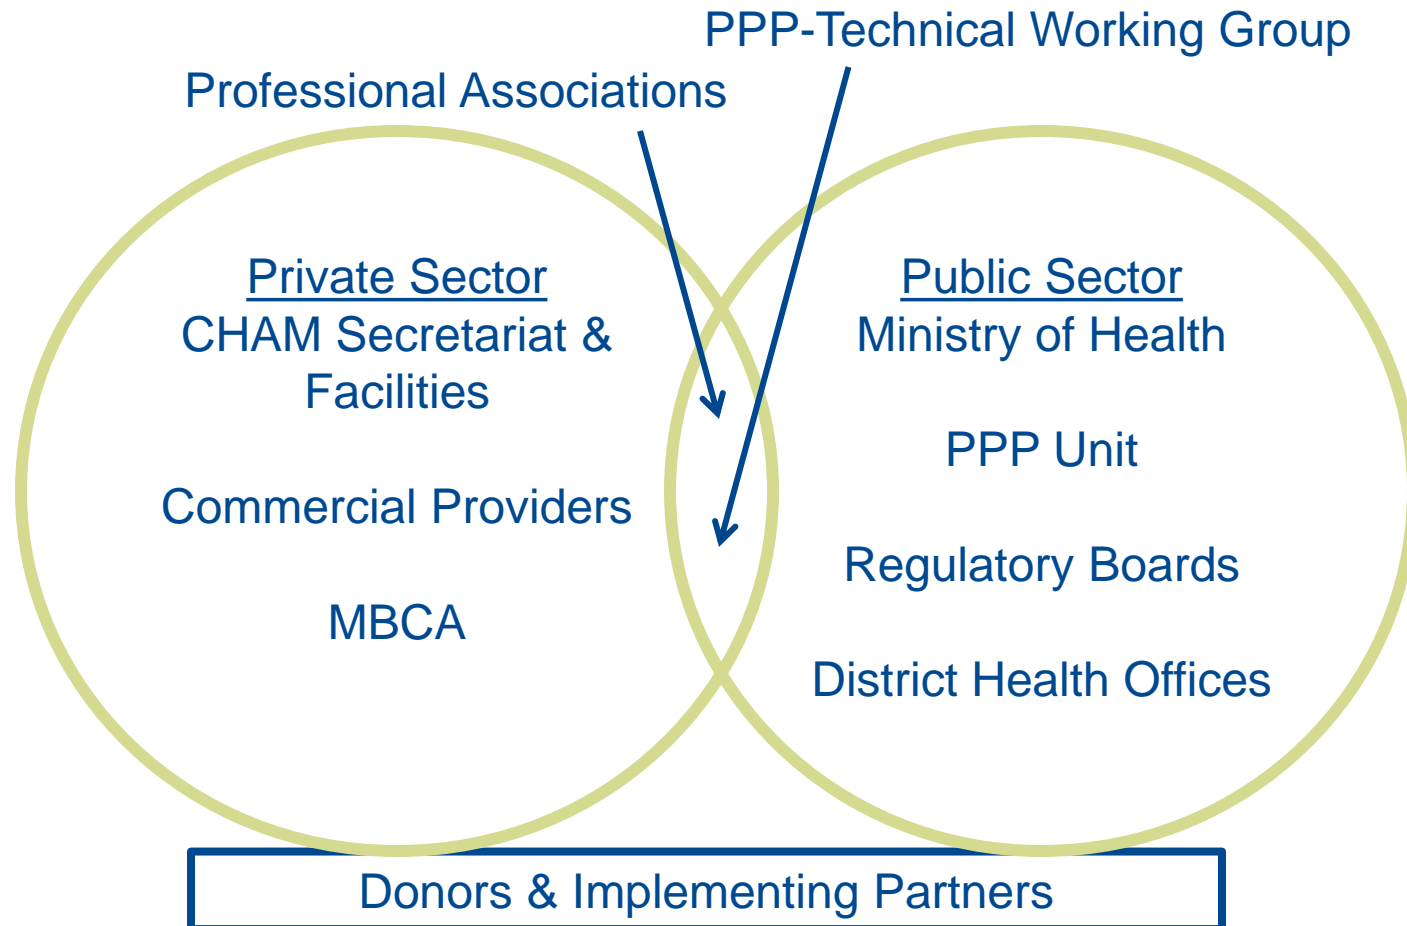 PPP-Technical Working Group
Professional Associations
Private Sector
CHAM Secretariat &
Facilities
Commercial Providers
MBCA
Public Sector
Ministry of Health
PPP Unit
Regulatory Boards
District Health Offices
Donors & Implementing Partners